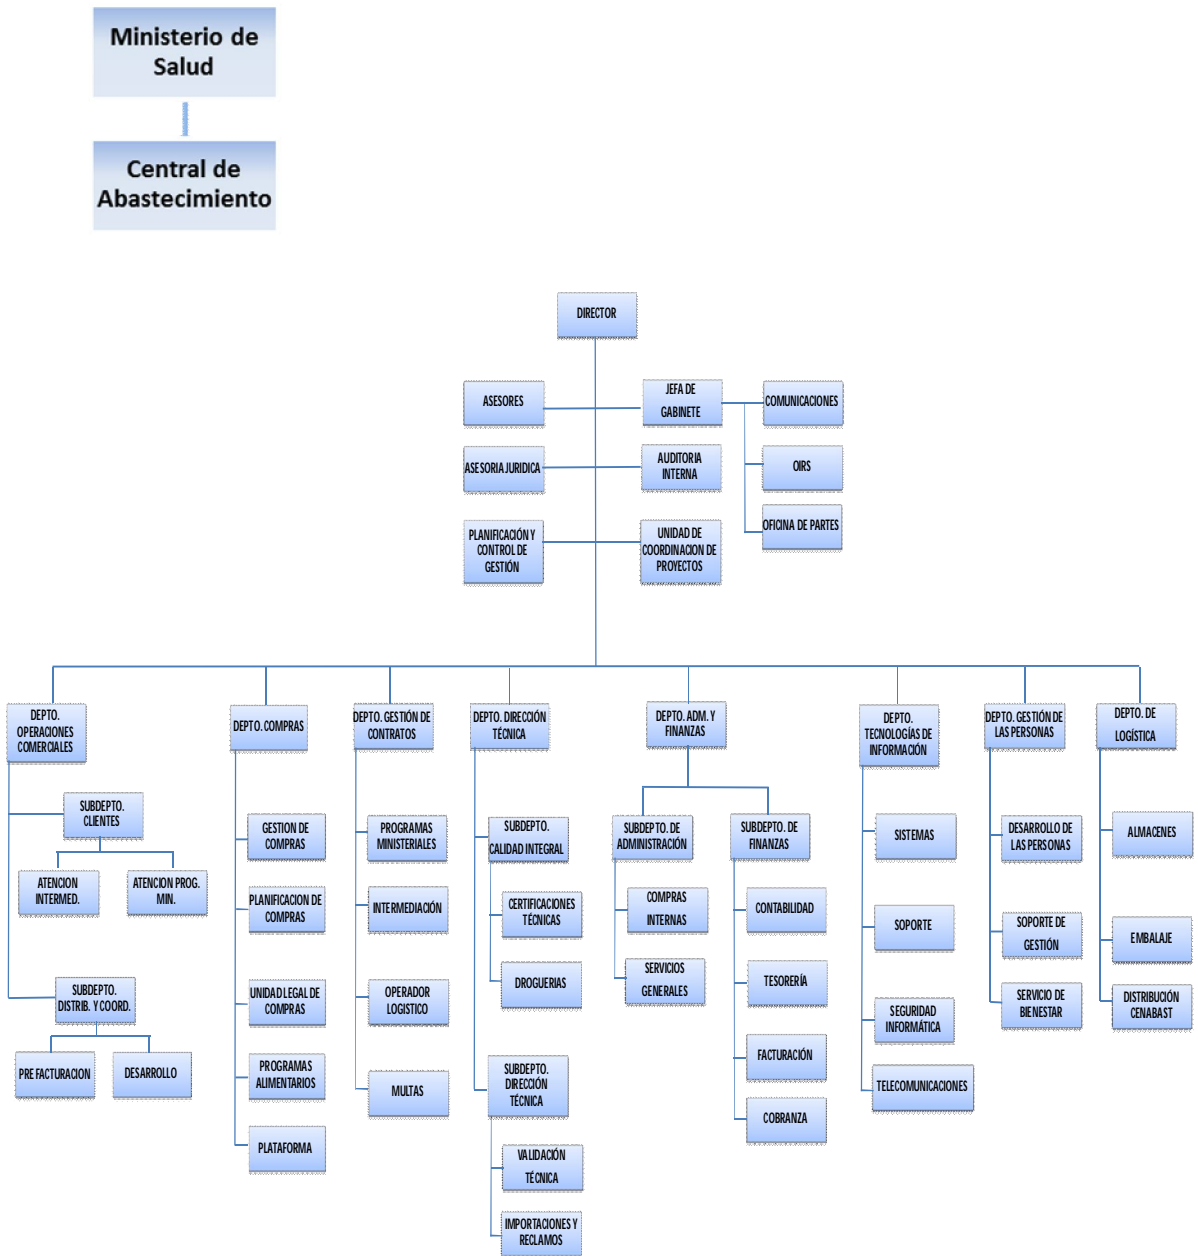 Ministerio de
Salud
Central de
Abastecimiento
DIRECTOR
ASESORES
JEFA DE
GABINETE
COMUNICACIONES
ASESORIA JURIDICA
AUDITORIA
INTERNA
OIRS
PLANIFICACIÓN Y
CONTROL DE
GESTIÓN
UNIDAD DE
COORDINACION DE
PROYECTOS
OFICINA DE PARTES
DEPTO.
OPERACIONES
COMERCIALES
SUBDEPTO.
CLIENTES
ATENCION
INTERMED.
ATENCION PROG.
MIN.
SUBDEPTO.
DISTRIB. Y COORD.
PRE FACTURACION
DESARROLLO
DEPTO. COMPRAS
GESTION DE
COMPRAS
PLANIFICACION DE
COMPRAS
UNIDAD LEGAL DE
COMPRAS
PROGRAMAS
ALIMENTARIOS
PLATAFORMA
DEPTO. GESTIÓN DE
CONTRATOS
PROGRAMAS
MINISTERIALES
INTERMEDIACIÓN
OPERADOR
LOGISTICO
MULTAS
DEPTO. DIRECCIÓN
TÉCNICA
SUBDEPTO.
CALIDAD INTEGRAL
CERTIFICACIONES
TÉCNICAS
DROGUERIAS
SUBDEPTO.
DIRECCIÓN
TÉCNICA
VALIDACIÓN
TÉCNICA
IMPORTACIONES Y
RECLAMOS
DEPTO. ADM. Y
FINANZAS
SUBDEPTO. DE
ADMINISTRACIÓN
COMPRAS
INTERNAS
SERVICIOS
GENERALES
SUBDEPTO. DE
FINANZAS
CONTABILIDAD
TESORERÍA
FACTURACIÓN
COBRANZA
DEPTO.
TECNOLOGÍAS DE
INFORMACIÓN
SISTEMAS
SOPORTE
SEGURIDAD
INFORMÁTICA
TELECOMUNICACIONES
DEPTO. GESTIÓN DE
LAS PERSONAS
DESARROLLO DE
LAS PERSONAS
SOPORTE DE
GESTIÓN
SERVICIO DE
BIENESTAR
DEPTO. DE
LOGÍSTICA
ALMACENES
EMBALAJE
DISTRIBUCIÓN
CENABAST